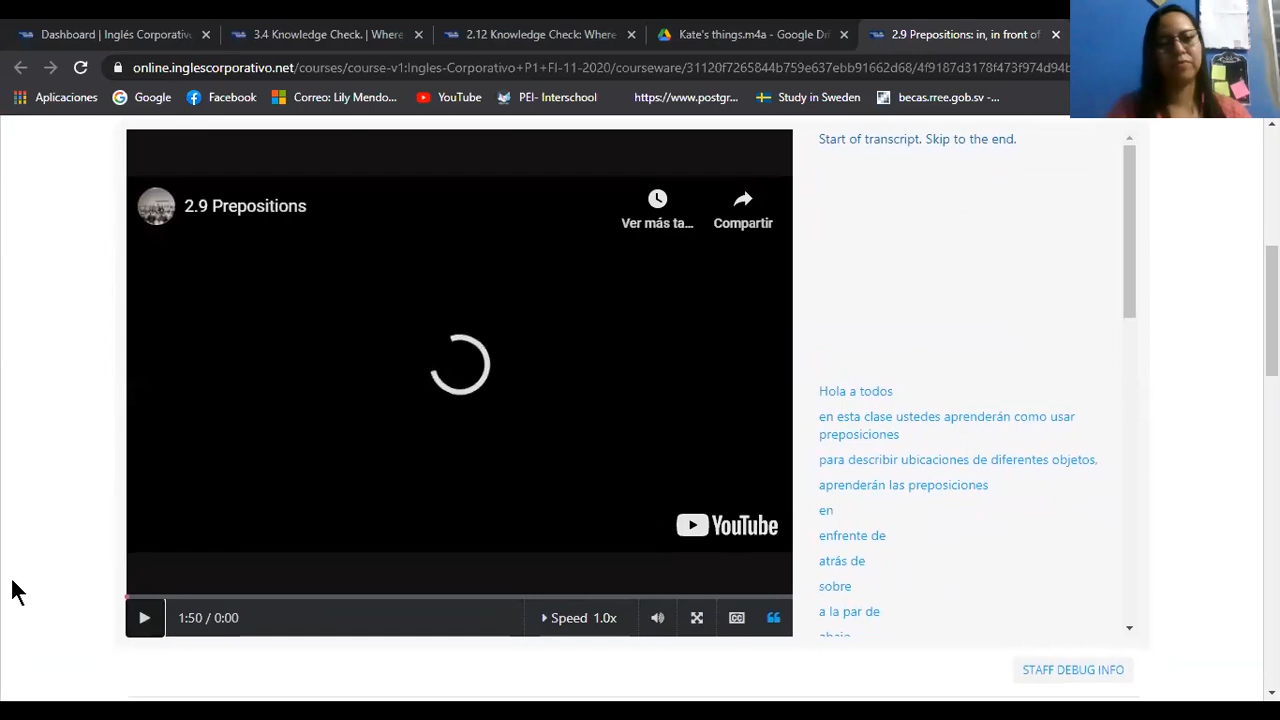 Dashboard | Inglés Corporativo
3.4 Knowledge Check. | Where
2.12 Knowledge Check: Where
Kate's things.m4a - Google Dri
2.9 Prepositions: in, in front of
online.inglescorporativo.net/courses/course-v1:Ingles-Corporativo
FI-11-2020/courseware/31120f7265844b753b637ebb91662d68/4f9187d3178f473f974d94b
Aplicaciones
Google
Facebook
Correo: Lily Mendo...
YouTube
PEI- Interschool
https://www.postgr...
Study in Sweden
becas.rree.gob.sv -...
2.9 Prepositions
Ver más ta...
Compartir
YouTube
1:50 / 0:00
Speed 1.0x
CC
Start of transcript. Skip to the end.
Hola a todos
en esta clase ustedes aprenderán como usar
preposiciones
para describir ubicaciones de diferentes objetos,
aprenderán las preposiciones
en
enfrente de
atrás de
sobre
a la par de
abajo
STAFF DEBUG INFO